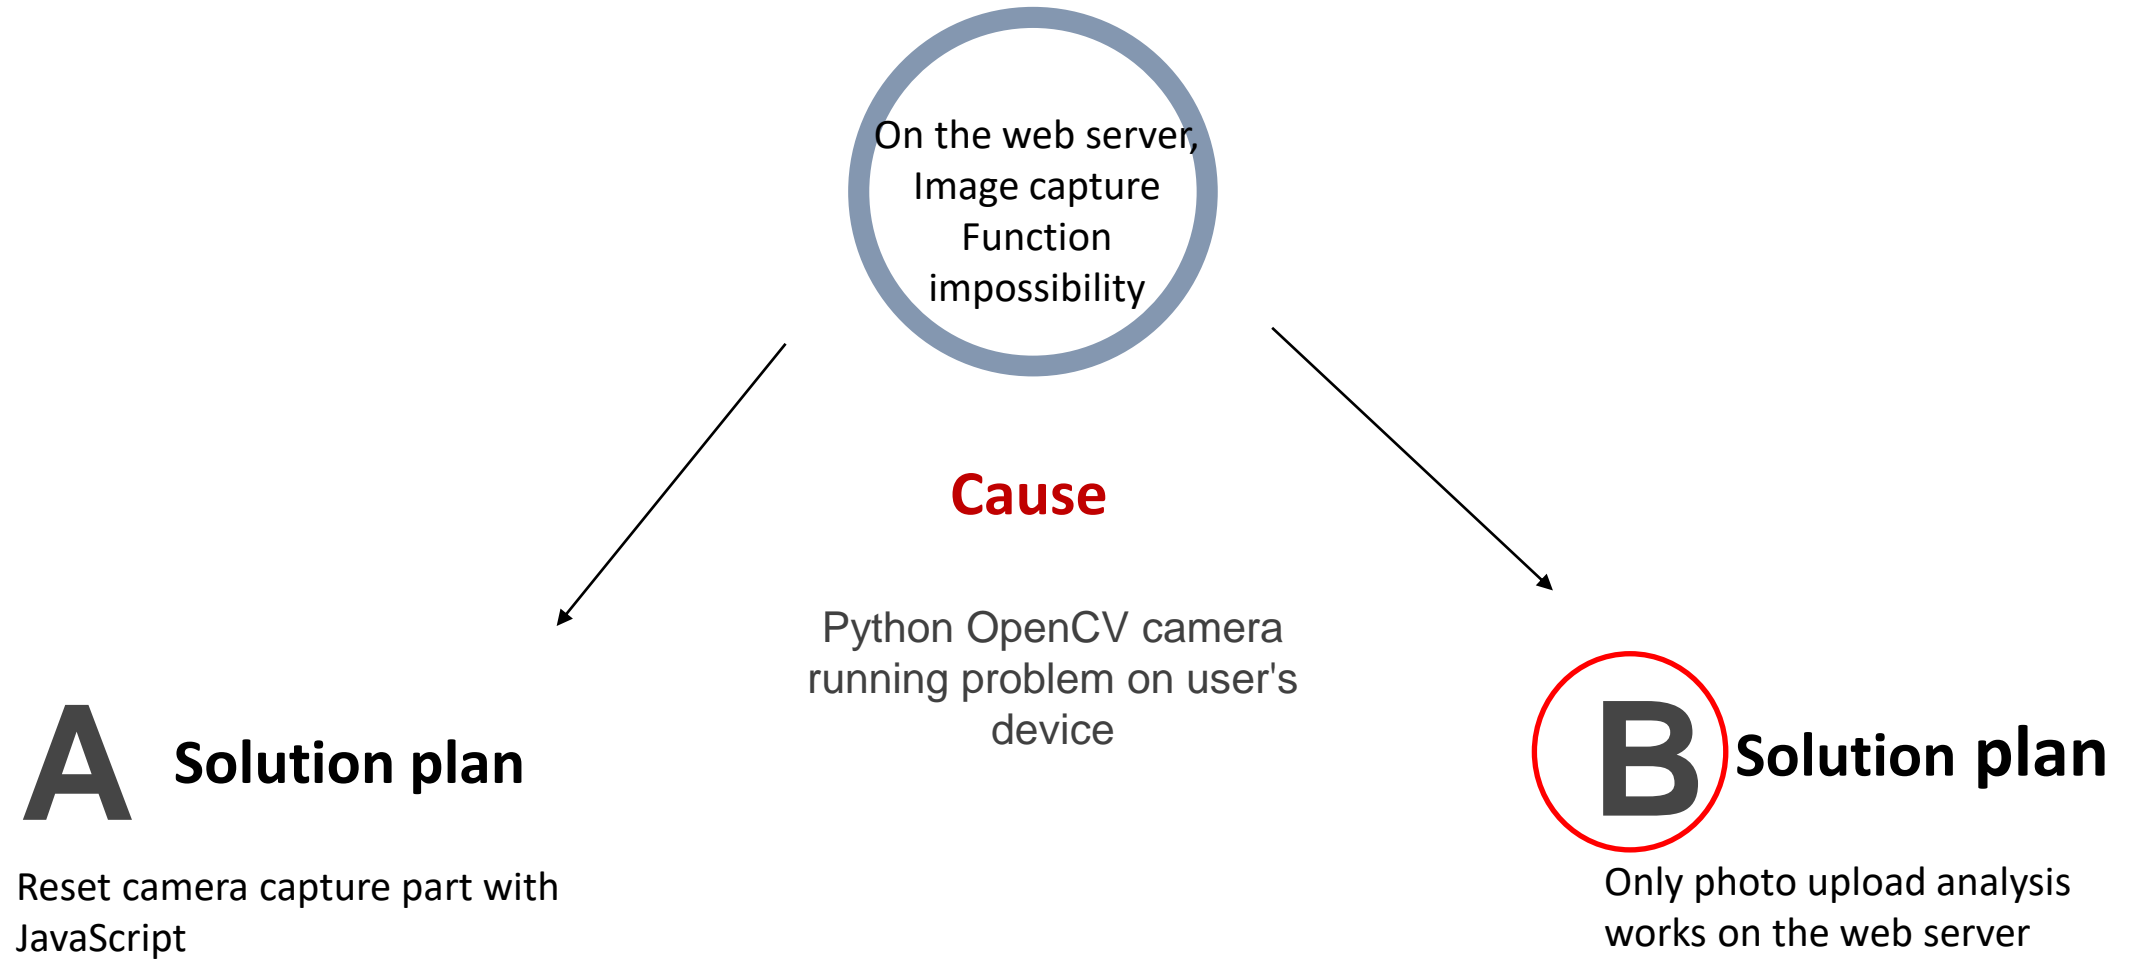 On the web server,
Image capture
Function
impossibility
Cause
Python OpenCV camera
running problem on user's
device
A Solution plan
Reset camera capture part with
JavaScript
B Solution plan
Only photo upload analysis
works on the web server